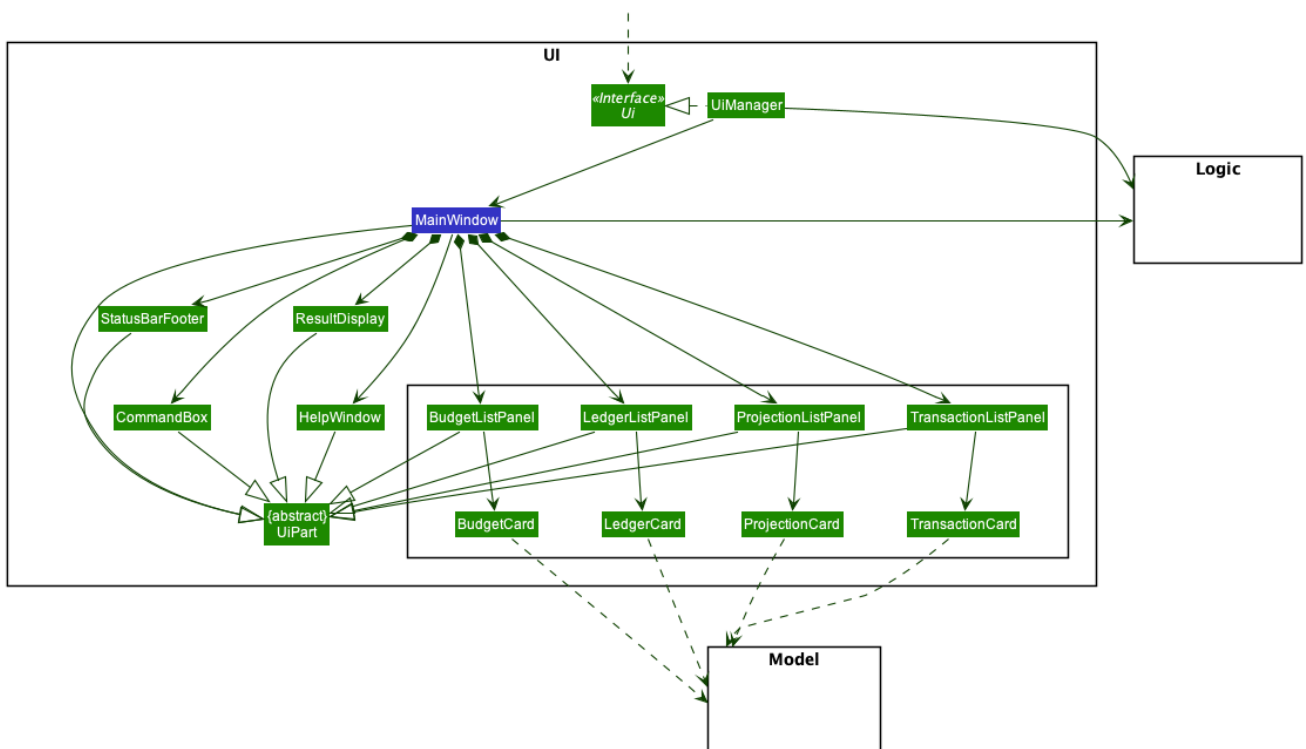 UI
«Interface»
Ui
UiManager
Logic
MainWindow
StatusBarFooter
ResultDisplay
CommandBox
HelpWindow
BudgetListPanel
LedgerListPanel
ProjectionListPanel
TransactionListPanel
{abstract}
UiPart
BudgetCard
LedgerCard
ProjectionCard
TransactionCard
Model